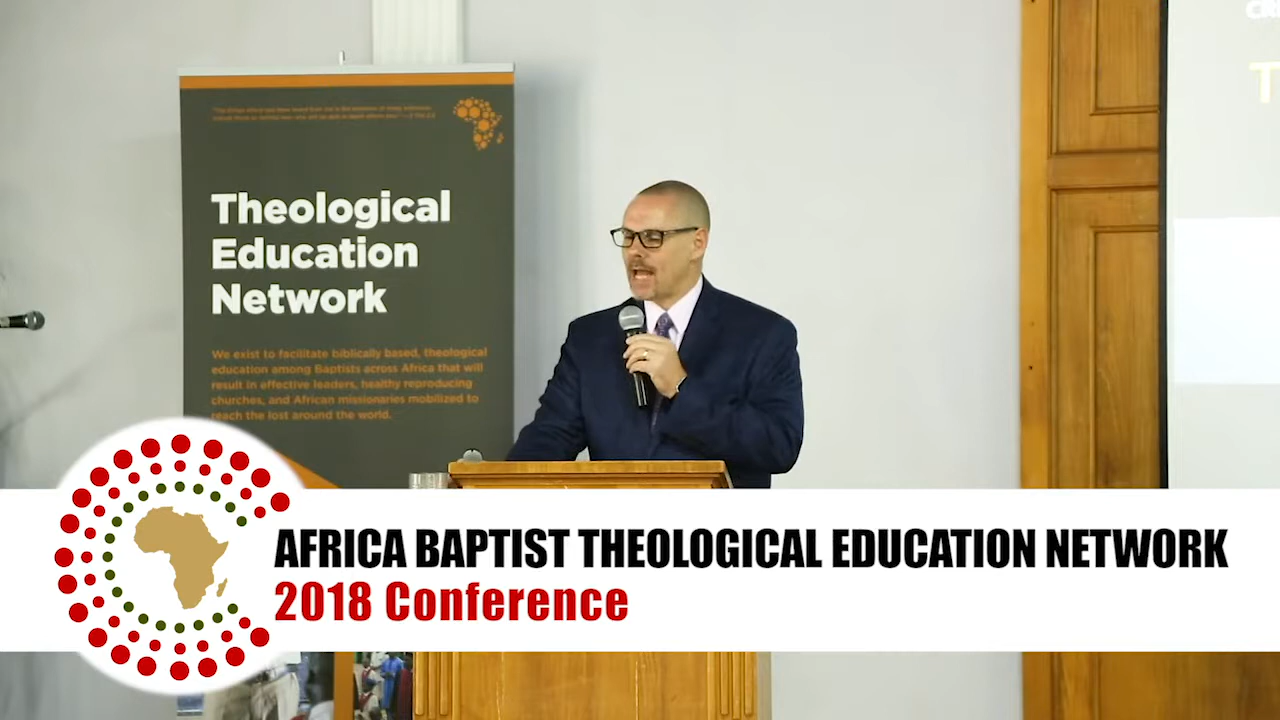 Theological
Education
Network
We exist to facilitate biblically based, theological
education among Baptists across Africa that will
result in effective leaders, healthy reproducing
churches, and African missionaries mobilized to
reach the lost around the world.
AFRICA BAPTIST THEOLOGICAL EDUCATION NETWORK
2018 Conference